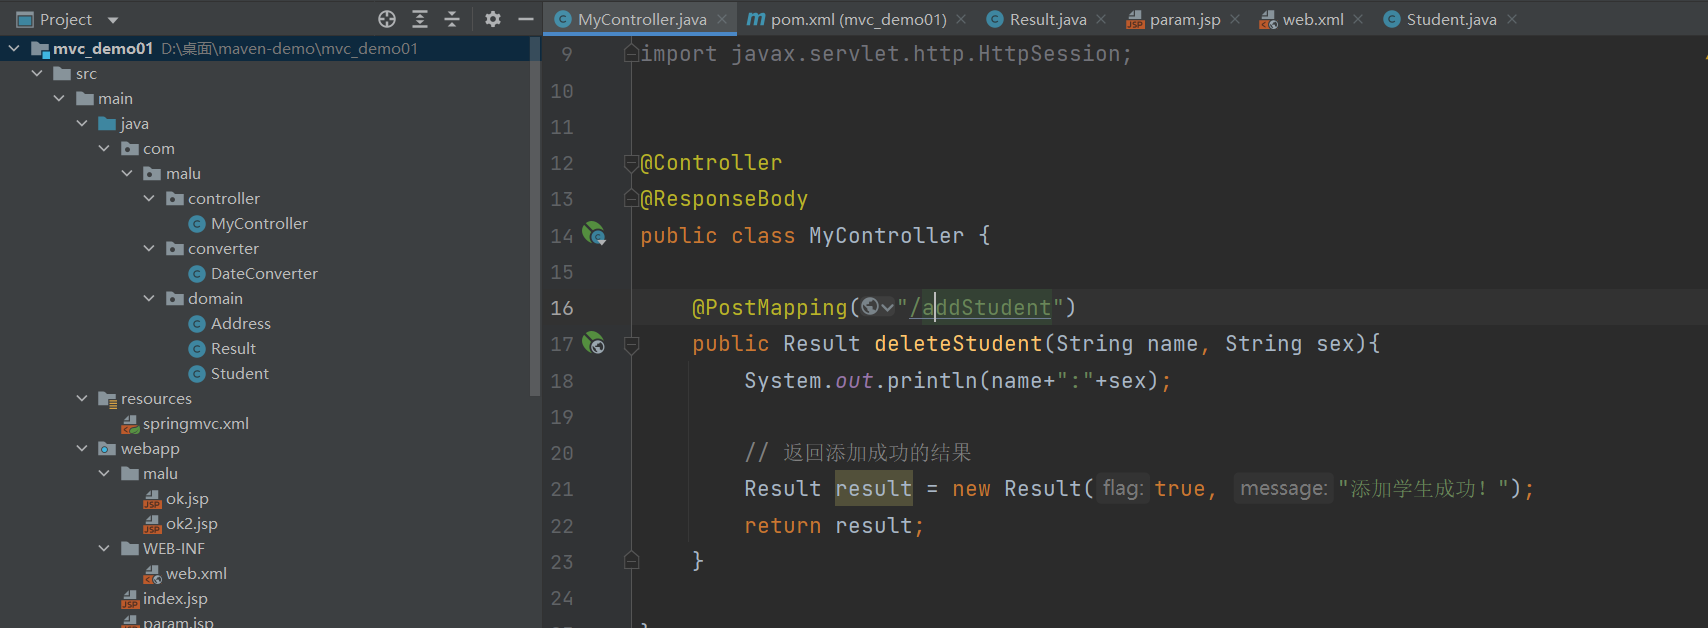 Project
MyController.java
pom.xml (mvc_demo01)
Result.java
param.jsp
web.xml
Student.java
mvc_demo01 D:\桌面\maven-demo\mvc_demo01
src
main
java
com
malu
controller
MyController
converter
DateConverter
domain
Address
Result
Student
resources
springmvc.xml
webapp
malu
ok.jsp
ok2.jsp
WEB-INF
web.xml
index.jsp
param.jsp
9 import javax.servlet.http.HttpSession;
10
11
12 @Controller
13 @ResponseBody
14 public class MyController {
15
16 @PostMapping("/addStudent")
17 public Result deleteStudent(String name, String sex){
18 System.out.println(name+":"+sex);
19
20 // 返回添加成功的结果
21 Result result = new Result( flag: true, message: "添加学生成功！");
22 return result;
23 }
24